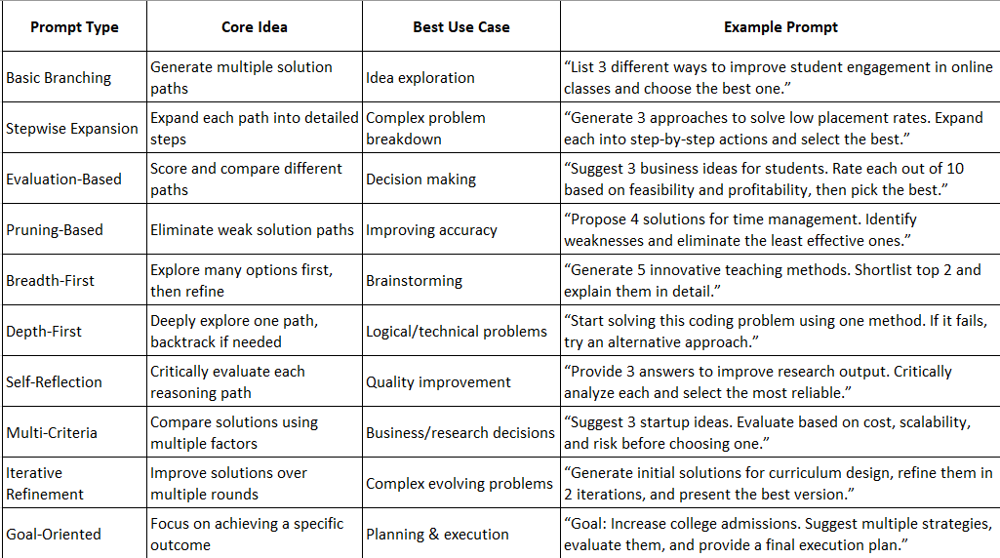 Prompt Type
Core Idea
Best Use Case
Example Prompt
Basic Branching
Generate multiple solution
paths
Idea exploration
“List 3 different ways to improve student engagement in online
classes and choose the best one.”
Stepwise Expansion
Expand each path into detailed
steps
Complex problem
breakdown
“Generate 3 approaches to solve low placement rates. Expand
each into step-by-step actions and select the best.”
Evaluation-Based
Score and compare different
paths
Decision making
“Suggest 3 business ideas for students. Rate each out of 10
based on feasibility and profitability, then pick the best.”
Pruning-Based
Eliminate weak solution paths
Improving accuracy
“Propose 4 solutions for time management. Identify
weaknesses and eliminate the least effective ones.”
Breadth-First
Explore many options first,
then refine
Brainstorming
“Generate 5 innovative teaching methods. Shortlist top 2 and
explain them in detail.”
Depth-First
Deeply explore one path,
backtrack if needed
Logical/technical problems
“Start solving this coding problem using one method. If it fails,
try an alternative approach.”
Self-Reflection
Critically evaluate each
reasoning path
Quality improvement
“Provide 3 answers to improve research output. Critically
analyze each and select the most reliable.”
Multi-Criteria
Compare solutions using
multiple factors
Business/research decisions
“Suggest 3 startup ideas. Evaluate based on cost, scalability,
and risk before choosing one.”
Iterative
Refinement
Improve solutions over
multiple rounds
Complex evolving problems
“Generate initial solutions for curriculum design, refine them in
2 iterations, and present the best version.”
Goal-Oriented
Focus on achieving a specific
outcome
Planning & execution
“Goal: Increase college admissions. Suggest multiple strategies,
evaluate them, and provide a final execution plan.”